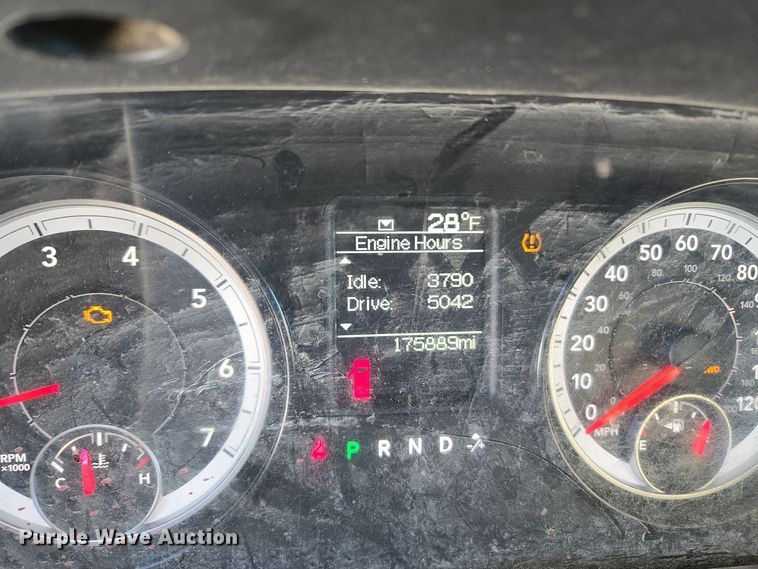 28°F
Engine Hours
Idle: 3790
Drive: 5042
175889mi
3 4 5 6 7
RPM
x1000
C H
P R N D
0 10 20 30 40 50 60 70 80
120
MPH
E
Purple Wave Auction